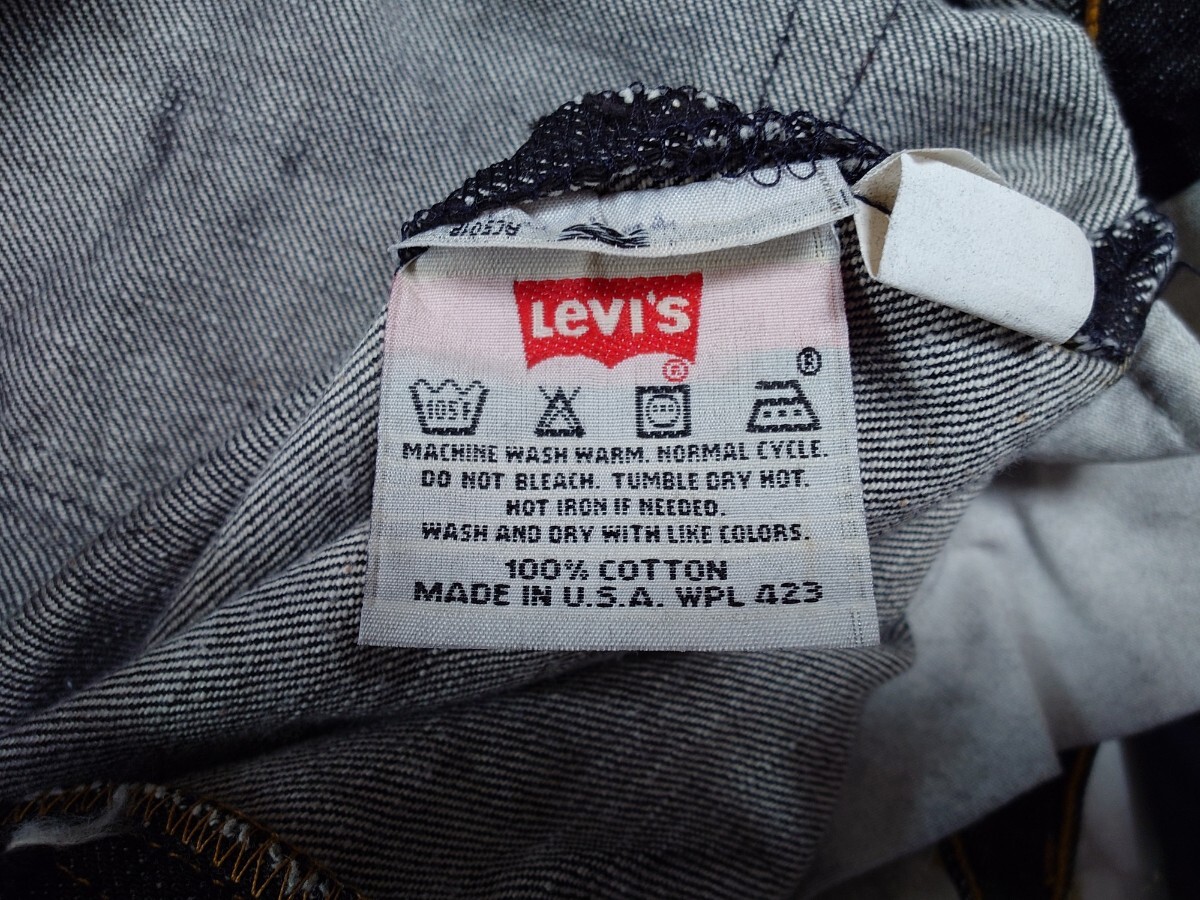 LEVI'S
®
®
105F
MACHINE WASH WARM. NORMAL CYCLE.
DO NOT BLEACH. TUMBLE DRY HOT.
HOT IRON IF NEEDED.
WASH AND DRY WITH LIKE COLORS.
100% COTTON
MADE IN U.S.A. WPL 423